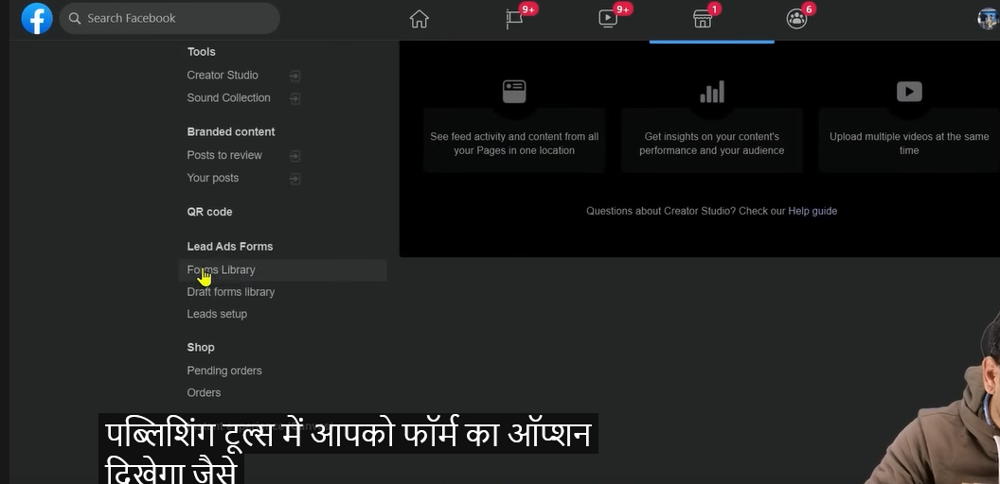 Search Facebook
9+
9+
1
6
Tools
Creator Studio
Sound Collection
Branded content
Posts to review
Your posts
QR code
Lead Ads Forms
Forms Library
Draft forms library
Leads setup
Shop
Pending orders
Orders
See feed activity and content from all
your Pages in one location
Get insights on your content's
performance and your audience
Upload multiple videos at the same
time
Questions about Creator Studio? Check our Help guide
पब्लिशिंग टूल्स में आपको फॉर्म का ऑप्शन
दिखेगा जैसे